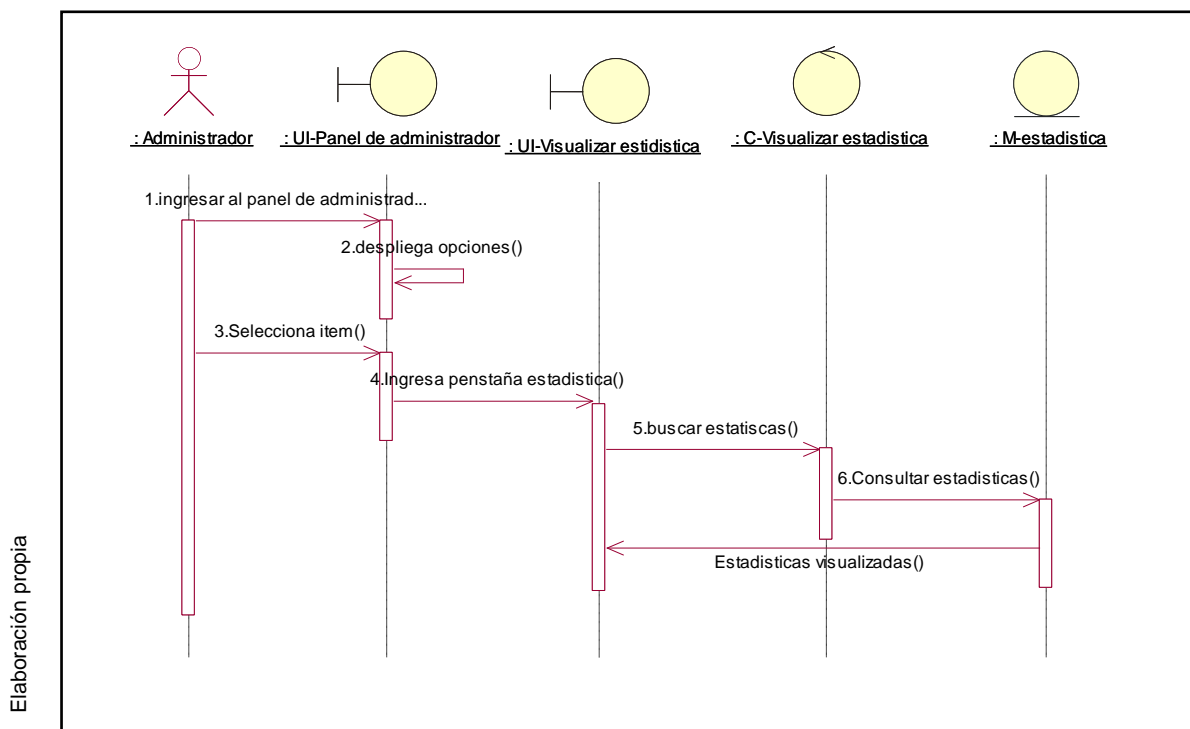 : Administrador
: UI-Panel de administrador
: UI-Visualizar estidistica
: C-Visualizar estadistica
: M-estadistica
1.ingresar al panel de administrad...
2.despliega opciones()
3.Selecciona item()
4.Ingresa penstaña estadistica()
5.buscar estatiscas()
6.Consultar estadisticas()
Estadisticas visualizadas()
Elaboración propia